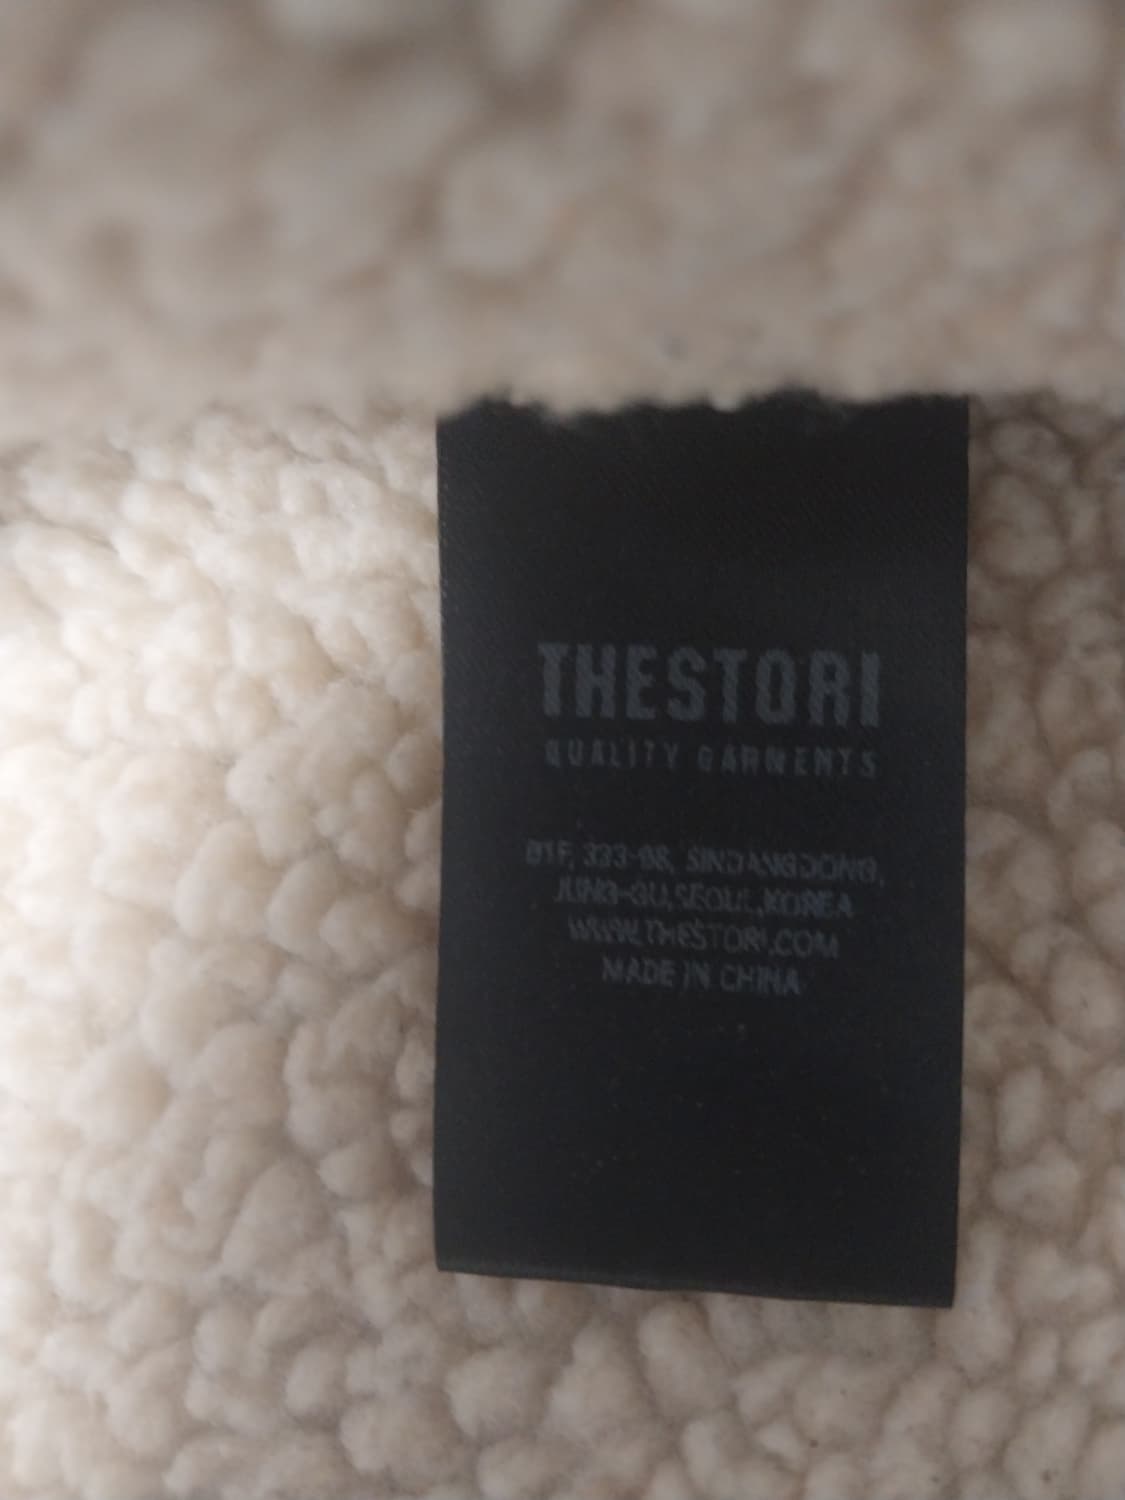 THESTORI
QUALITY GARMENTS
B1F, 333-98, SINDANGDONG,
JUNG-GU,SEOUL,KOREA
WWW.THESTORI.COM
MADE IN CHINA